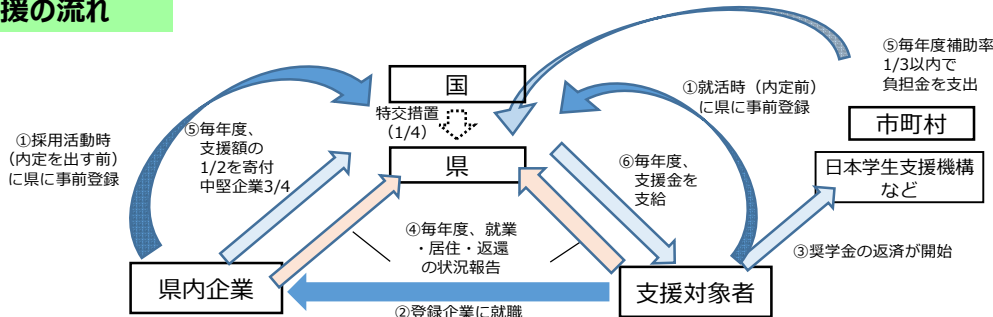 援の流れ
国
特交措置
（1/4）
県
①採用活動時
（内定を出す前）
に県に事前登録
⑤毎年度、
支援額の
1/2を寄付
中堅企業3/4
①就活時（内定前）
に県に事前登録
⑤毎年度補助率
1/3以内で
負担金を支出
市町村
日本学生支援機構
など
⑥毎年度、
支援金を
支給
④毎年度、就業
・居住・返還
の状況報告
③奨学金の返済が開始
県内企業
支援対象者
②登録企業に就職